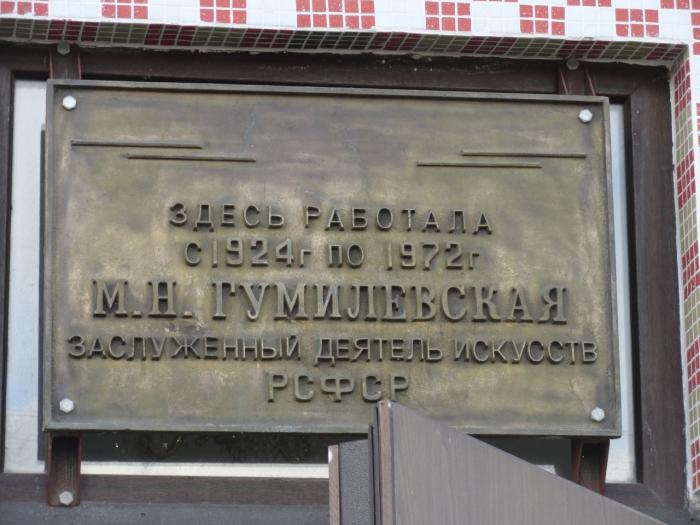 ЗДЕСЬ РАБОТАЛА
С 1924г ПО 1972г
М.Н. ГУМИЛЕВСКАЯ
ЗАСЛУЖЕННЫЙ ДЕЯТЕЛЬ ИСКУССТВ
РСФСР